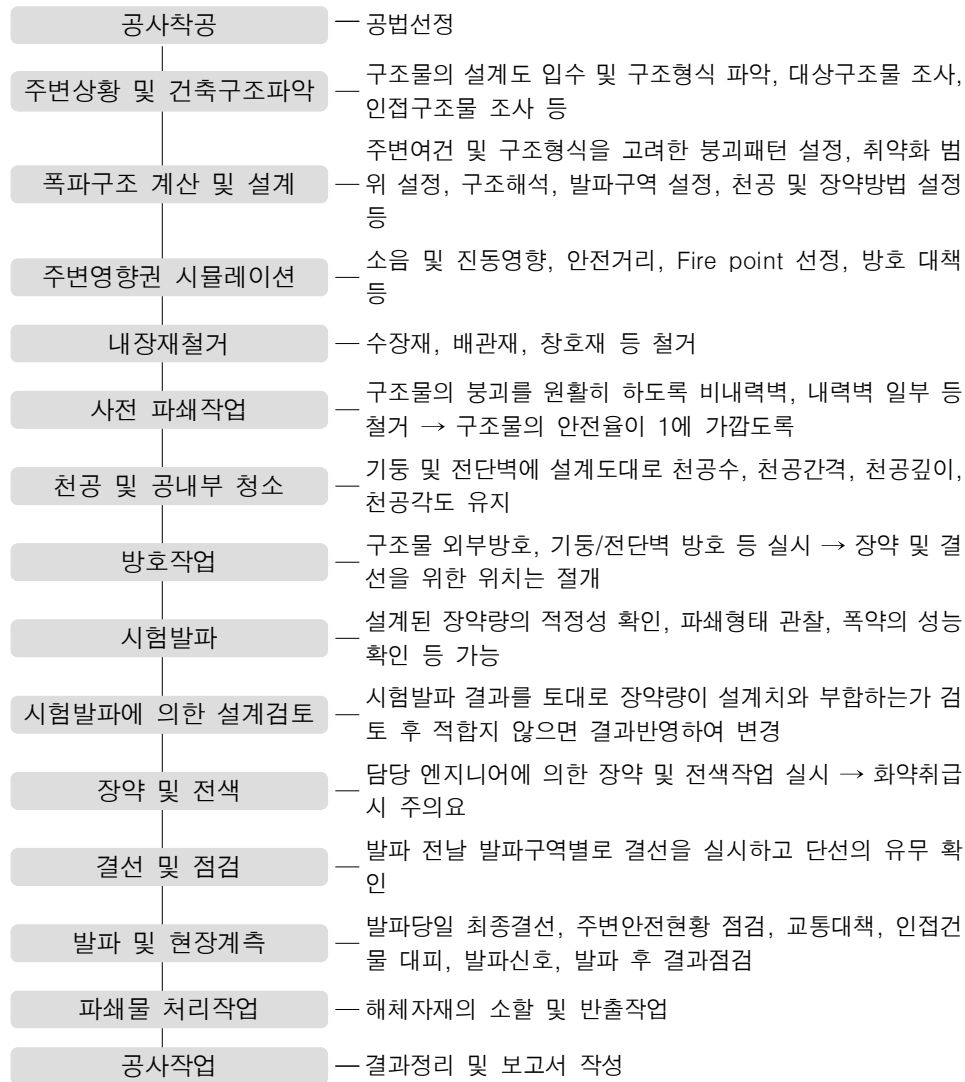 공사착공 — 공법선정
주변상황 및 건축구조파악 — 구조물의 설계도 입수 및 구조형식 파악, 대상구조물 조사,
인접구조물 조사 등
폭파구조 계산 및 설계 — 주변여건 및 구조형식을 고려한 붕괴패턴 설정, 취약화 범
위 설정, 구조해석, 발파구역 설정, 천공 및 장약방법 설정
등
주변영향권 시뮬레이션 — 소음 및 진동영향, 안전거리, Fire point 선정, 방호 대책
등
내장재철거 — 수장재, 배관재, 창호재 등 철거
사전 파쇄작업 — 구조물의 붕괴를 원활히 하도록 비내력벽, 내력벽 일부 등
철거 → 구조물의 안전율이 1에 가깝도록
천공 및 공내부 청소 — 기둥 및 전단벽에 설계도대로 천공수, 천공간격, 천공깊이,
천공각도 유지
방호작업 — 구조물 외부방호, 기둥/전단벽 방호 등 실시 → 장약 및 결
선을 위한 위치는 절개
시험발파 — 설계된 장약량의 적정성 확인, 파쇄형태 관찰, 폭약의 성능
확인 등 가능
시험발파에 의한 설계검토 — 시험발파 결과를 토대로 장약량이 설계치와 부합하는가 검
토 후 적합지 않으면 결과반영하여 변경
장약 및 전색 — 담당 엔지니어에 의한 장약 및 전색작업 실시 → 화약취급
시 주의요
결선 및 점검 — 발파 전날 발파구역별로 결선을 실시하고 단선의 유무 확
인
발파 및 현장계측 — 발파당일 최종결선, 주변안전현황 점검, 교통대책, 인접건
물 대피, 발파신호, 발파 후 결과점검
파쇄물 처리작업 — 해체자재의 소할 및 반출작업
공사작업 — 결과정리 및 보고서 작성